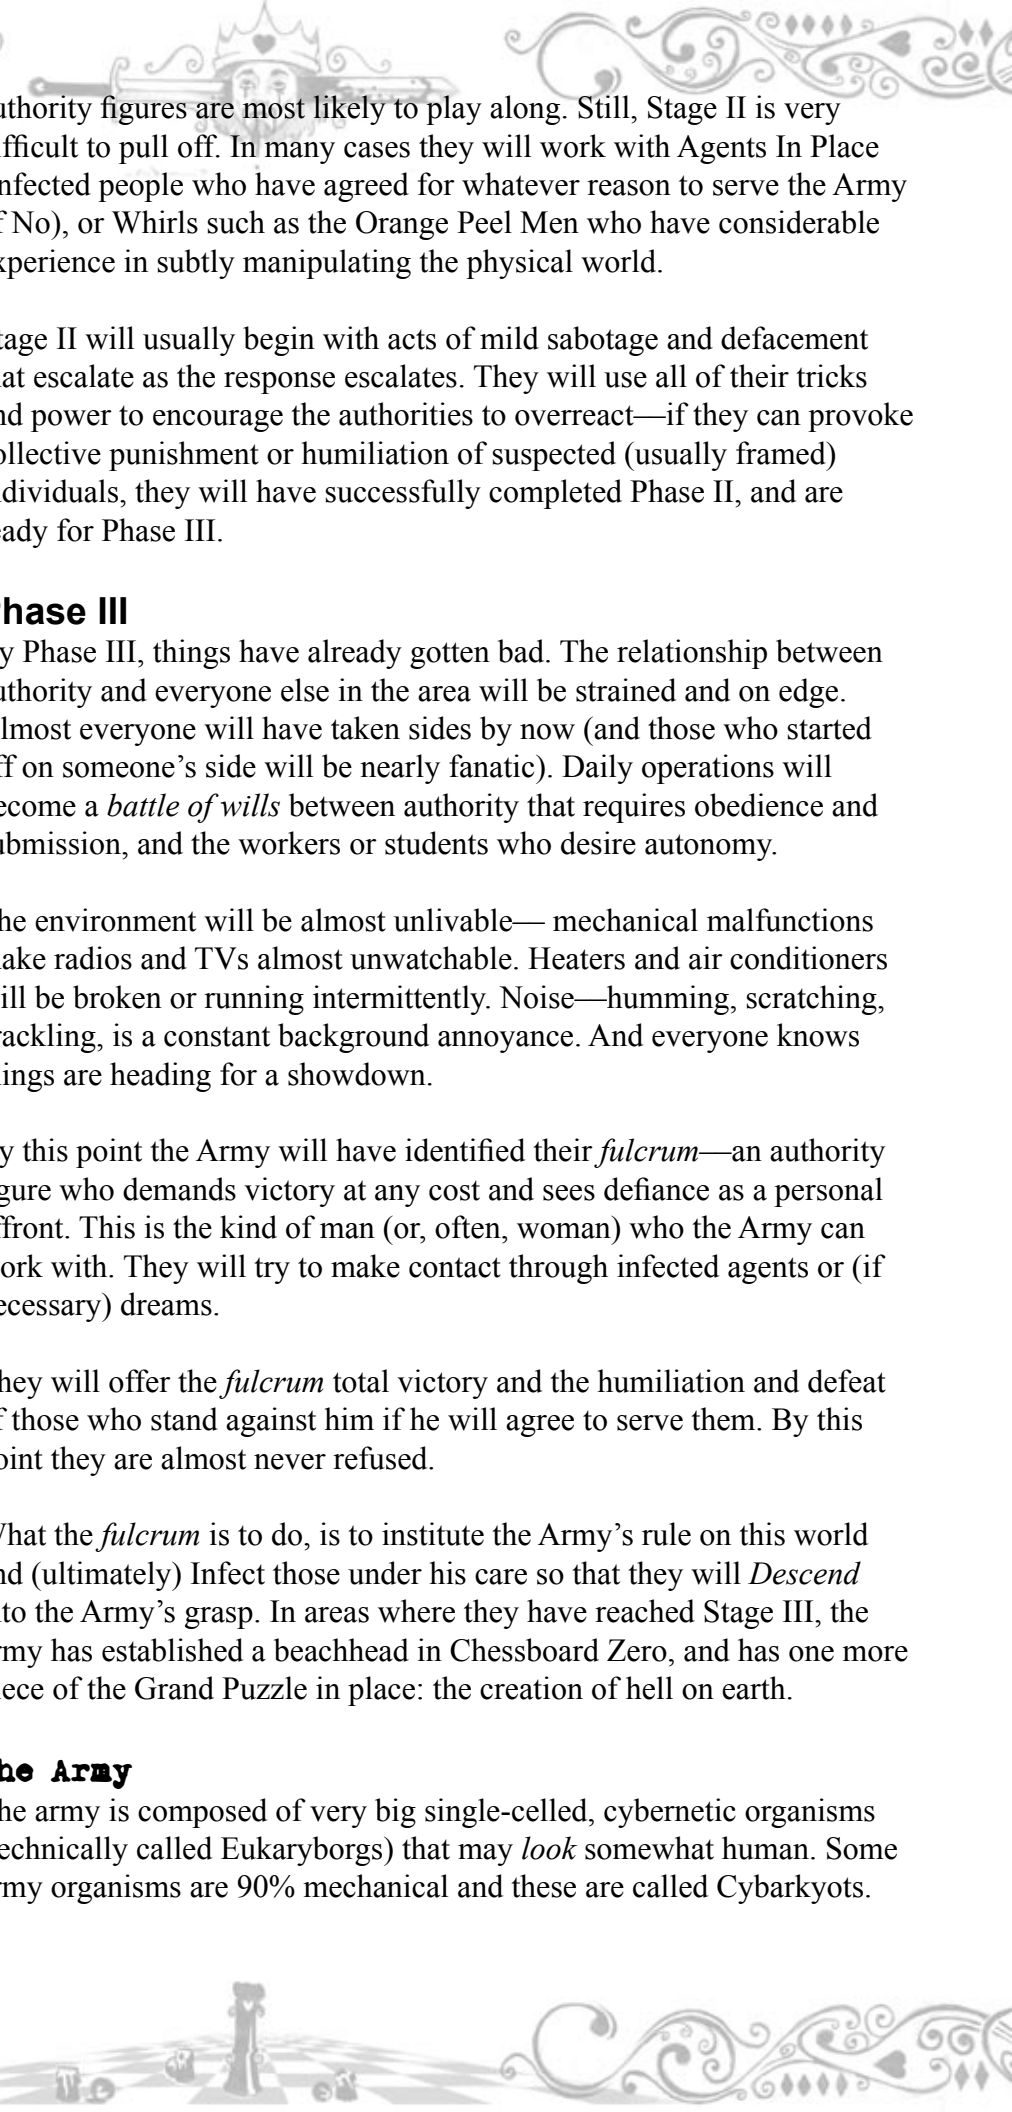 uthority figures are most likely to play along. Still, Stage II is very
fficult to pull off. In many cases they will work with Agents In Place
nfected people who have agreed for whatever reason to serve the Army
f No), or Whirls such as the Orange Peel Men who have considerable
xperience in subtly manipulating the physical world.
tage II will usually begin with acts of mild sabotage and defacement
hat escalate as the response escalates. They will use all of their tricks
nd power to encourage the authorities to overreact—if they can provoke
ollective punishment or humiliation of suspected (usually framed)
dividuals, they will have successfully completed Phase II, and are
eady for Phase III.
hase III
y Phase III, things have already gotten bad. The relationship between
uthority and everyone else in the area will be strained and on edge.
lmost everyone will have taken sides by now (and those who started
ff on someone's side will be nearly fanatic). Daily operations will
ecome a battle of wills between authority that requires obedience and
ubmission, and the workers or students who desire autonomy.
he environment will be almost unlivable— mechanical malfunctions
ake radios and TVs almost unwatchable. Heaters and air conditioners
ill be broken or running intermittently. Noise—humming, scratching,
rackling, is a constant background annoyance. And everyone knows
ings are heading for a showdown.
y this point the Army will have identified their fulcrum—an authority
gure who demands victory at any cost and sees defiance as a personal
ffront. This is the kind of man (or, often, woman) who the Army can
ork with. They will try to make contact through infected agents or (if
ecessary) dreams.
hey will offer the fulcrum total victory and the humiliation and defeat
f those who stand against him if he will agree to serve them. By this
oint they are almost never refused.
What the fulcrum is to do, is to institute the Army's rule on this world
nd (ultimately) Infect those under his care so that they will Descend
nto the Army's grasp. In areas where they have reached Stage III, the
rmy has established a beachhead in Chessboard Zero, and has one more
iece of the Grand Puzzle in place: the creation of hell on earth.
he Army
he army is composed of very big single-celled, cybernetic organisms
echnically called Eukaryborgs) that may look somewhat human. Some
rmy organisms are 90% mechanical and these are called Cybarkyots.